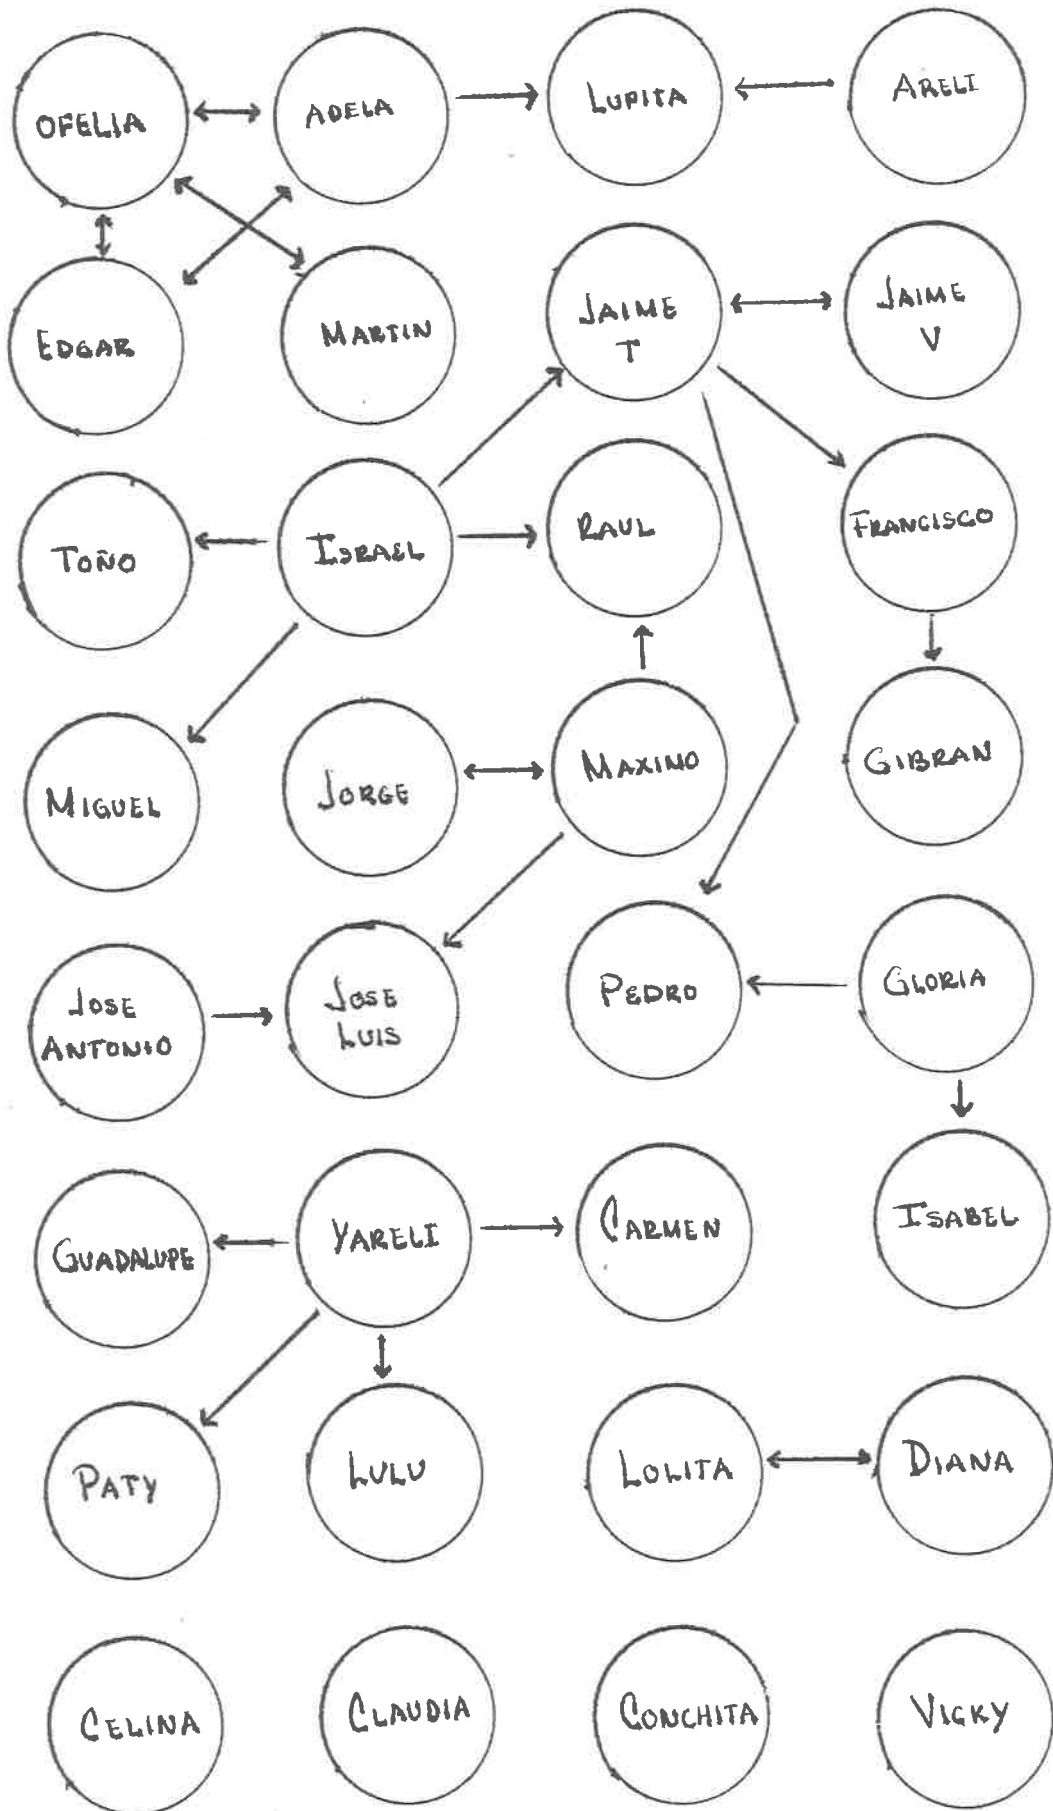 OFELIA
ADELA
LUPITA
ARELI
EDGAR
MARTIN
JAIME
T
JAIME
V
TOÑO
ISRAEL
RAUL
FRANCISCO
MIGUEL
JORGE
MAXIMO
GIBRAN
JOSE
ANTONIO
JOSE
LUIS
PEDRO
GLORIA
GUADALUPE
YARELI
CARMEN
ISABEL
PATY
LULU
LOLITA
DIANA
CELINA
CLAUDIA
CONCHITA
VICKY